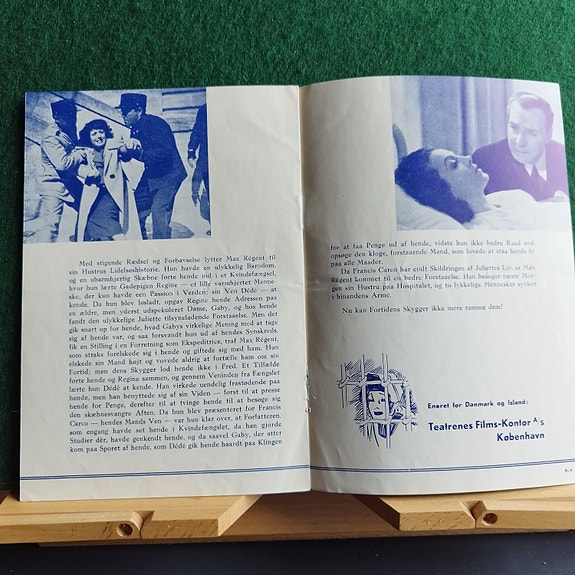 Med stigende Rædsel og Forbavselse lytter Max Régent til
sin Hustrus Lidelseshistorie. Hun havde en ulykkelig Barndom,
og en ubarmhjertig Skæbne førte hende ind i et Kvindefængsel,
hvor hun lærte Gadepigen Regine — et lille varmhjertet Menne-
ske, der kun havde een Passion i Verden: sin Ven Dédé — at
kende. Da hun blev løsladt, opgav Regine hende Adressen paa
en ældre, men yderst udspekuleret Dame, Gaby, og hos hende
fandt den ulykkelige Juliette tilsyneladende Forstaaelse. Men det
gik snart op for hende, hvad Gabys virkelige Mening med at tage
sig af hende var, og saa forsvandt hun ud af hendes Synskreds,
fik en Stilling i en Forretning som Ekspeditrice, traf Max Régent,
som straks forelskede sig i hende og giftede sig med ham. Hun
elskede sin Mand højt og vovede aldrig at fortælle ham om sin
Fortid; men dens Skygger lod hende ikke i Fred. Et Tilfælde
førte hende og Regine sammen, og gennem Veninden fra Fængslet
lærte hun Dédé at kende. Han virkede uendelig frastødende paa
hende, men han benyttede sig af sin Viden — først til at presse
hende for Penge, derefter til at tvinge hende til at besøge sig
den skæbnesvangre Aften. Da hun blev præsenteret for Francis
Carco — hendes Mands Ven — var hun klar over, at Forfatteren,
som engang havde set hende i Kvindefængslet, da han gjorde
Studier dér, havde genkendt hende, og da saavel Gaby, der atter
kom paa Sporet af hende, som Dédé gik hende haardt paa Klingen
for at faa Penge ud af hende, vidste hun ikke bedre Raad end
opsøge den kloge, forstaaende Mand, som lovede at staa hende bi
paa alle Maader.
Da Francis Carco har endt Skildringen af Juliettes Liv, er Max
Régent kommet til en bedre Forstaaelse. Han besøger næste Mor-
gen sin Hustru paa Hospitalet, og to lykkelige Mennesker synker
i hinandens Arme.
Nu kan Fortidens Skygger ikke mere ramme dem!
Eneret for Danmark og Island:
Teatrenes Films-Kontor A/s
København